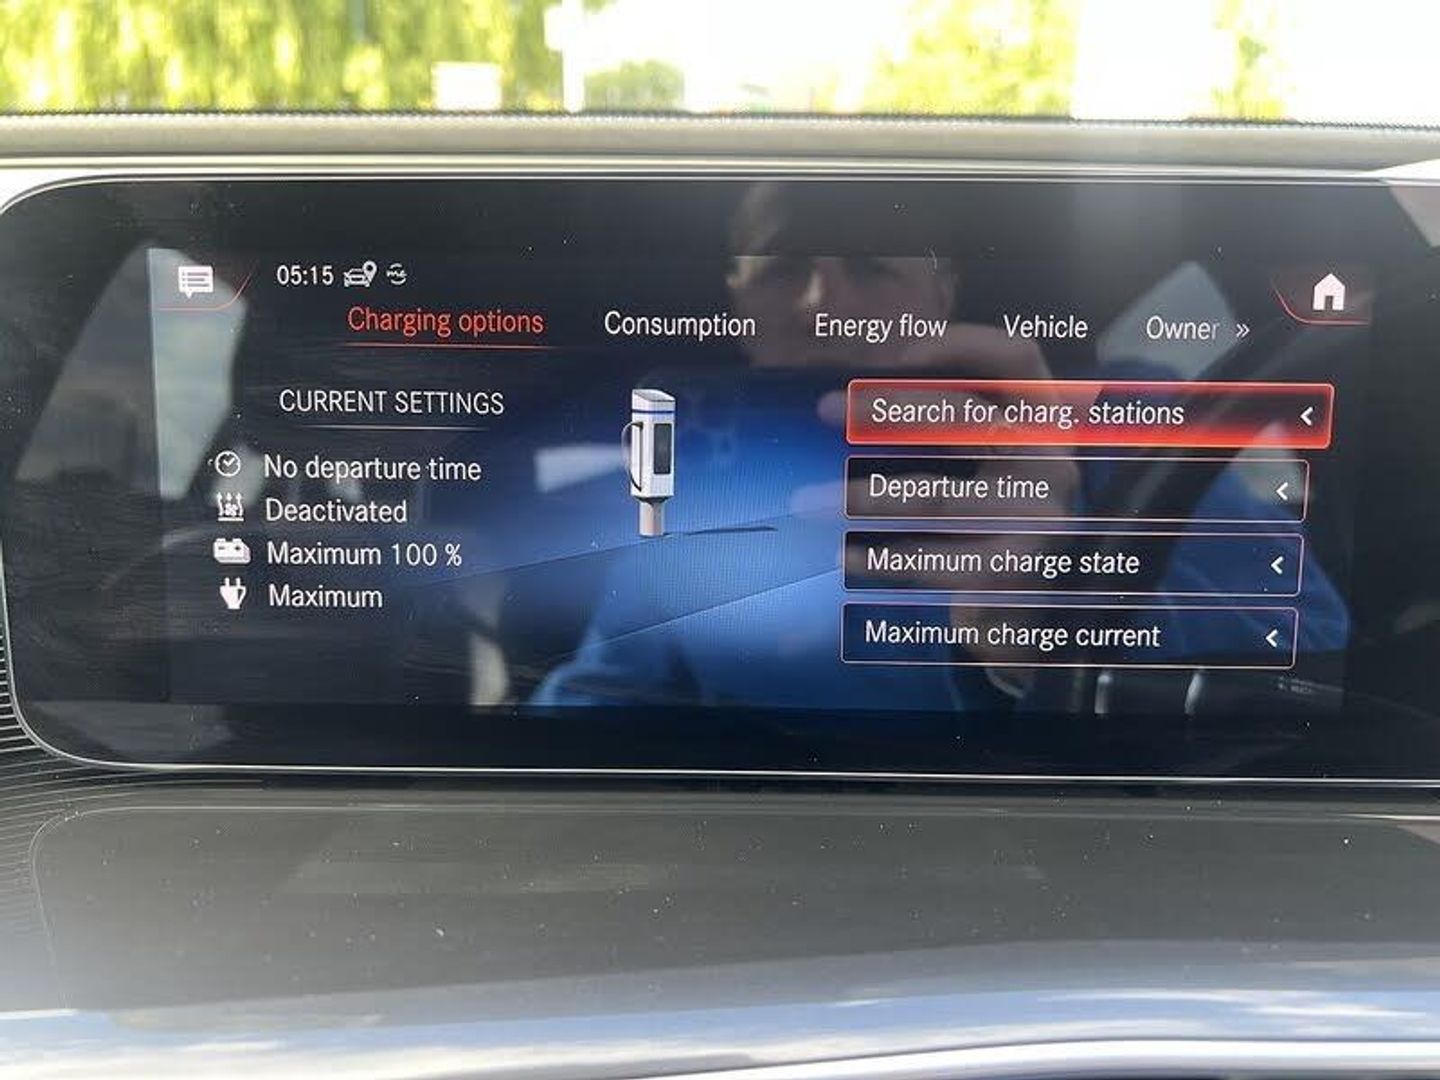 05:15
Charging options Consumption Energy flow Vehicle Owner »
CURRENT SETTINGS
No departure time
Deactivated
Maximum 100 %
Maximum
Search for charg. stations
Departure time
Maximum charge state
Maximum charge current